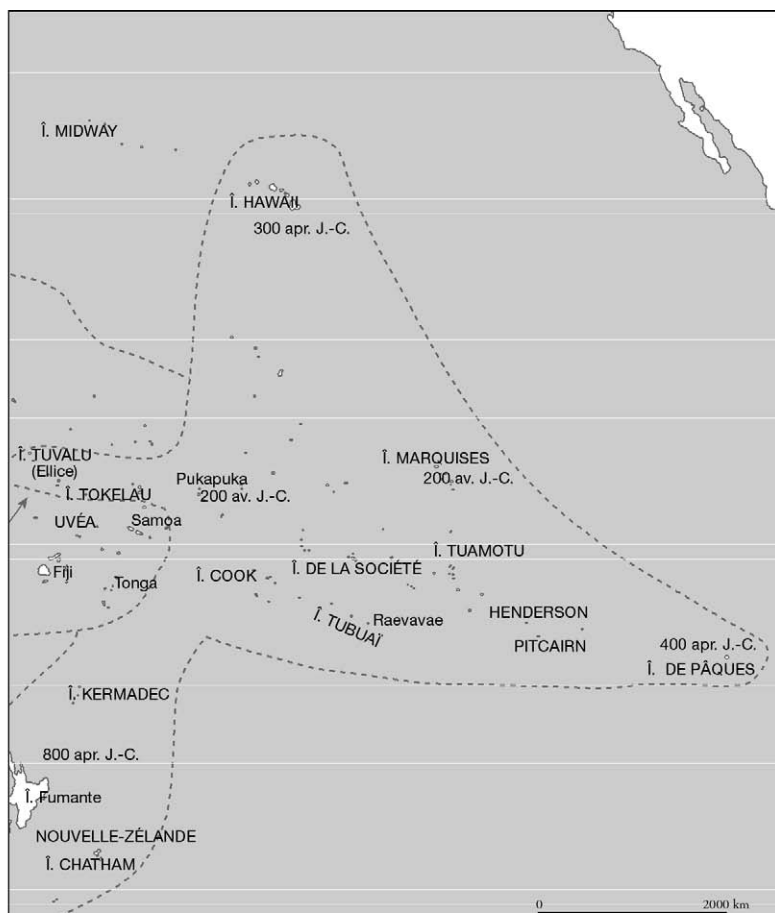 Î. MIDWAY
Î. HAWAII
300 apr. J.-C.
Î. TUVALU
(Ellice)
Î. MARQUISES
200 av. J.-C.
Pukapuka
200 av. J.-C.
Î. TOKELAU
UVÉA
Samoa
Î. TUAMOTU
Fiji
Tonga
Î. COOK
Î. DE LA SOCIÉTÉ
Î. TUBUAÏ
Raevavae
HENDERSON
PITCAIRN
400 apr. J.-C.
Î. DE PÂQUES
Î. KERMADEC
800 apr. J.-C.
Î. Fumante
NOUVELLE-ZÉLANDE
Î. CHATHAM
0 2000 km